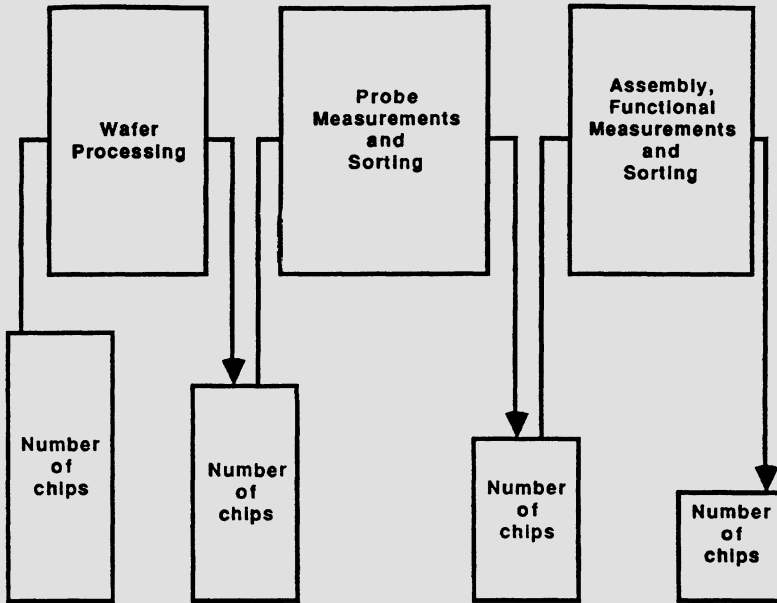 Wafer
Processing
Probe
Measurements
and
Sorting
Assembly,
Functional
Measurements
and
Sorting
Number
of
chips
Number
of
chips
Number
of
chips
Number
of
chips